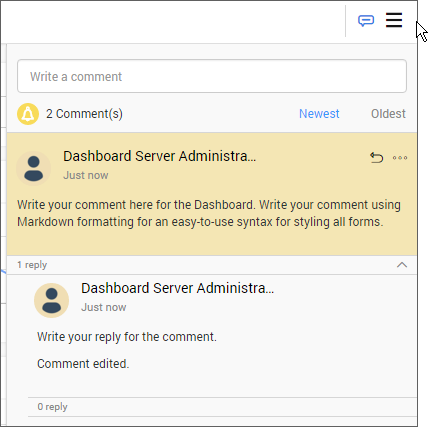 Write a comment
2 Comment(s)
Newest
Oldest
Dashboard Server Administra...
Just now
Write your comment here for the Dashboard. Write your comment using
Markdown formatting for an easy-to-use syntax for styling all forms.
1 reply
Dashboard Server Administra...
Just now
Write your reply for the comment.
Comment edited.
0 reply